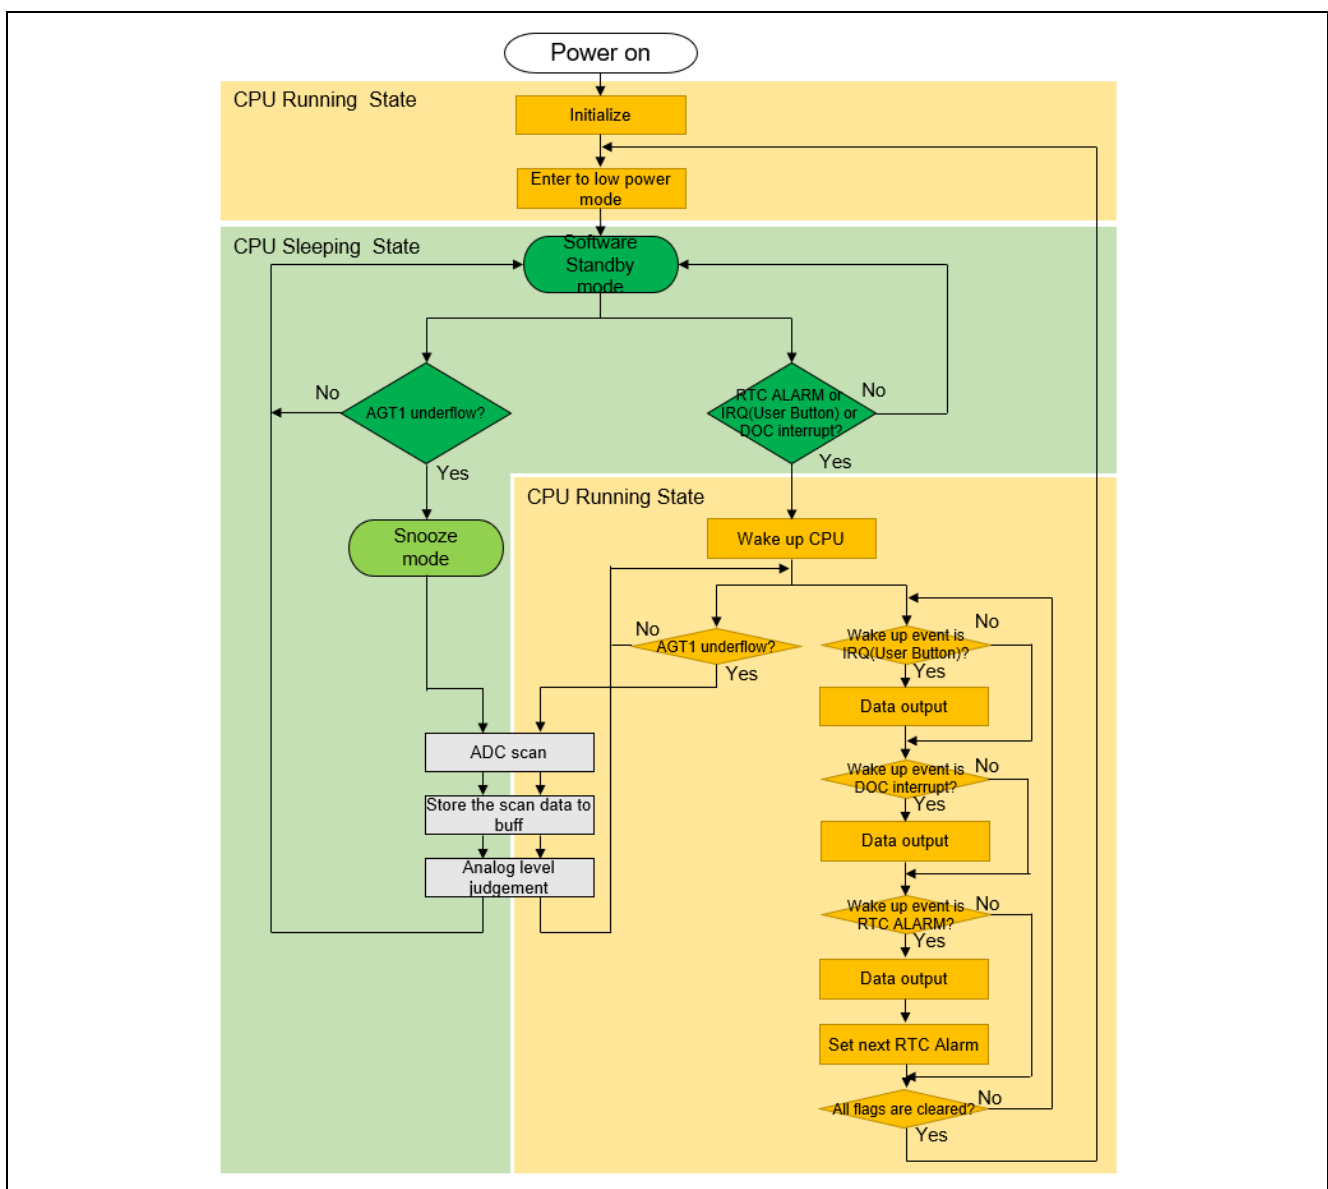 Power on
CPU Running  State
Initialize
Enter to low power
mode
CPU Sleeping  State
Software
Standby
mode
No
AGT1 underflow?
Yes
RTC ALARM or
IRQ(User Button) or
DOC interrupt?
No
Yes
Snooze
mode
CPU Running State
Wake up CPU
No
AGT1 underflow?
Yes
Wake up event is
IRQ(User Button)?
No
Yes
Data output
Wake up event is
DOC interrupt?
No
Yes
Data output
Wake up event is
RTC ALARM?
No
Yes
Data output
Set next RTC Alarm
All flags are cleared?
No
Yes
ADC scan
Store the scan data to
buff
Analog level
judgement